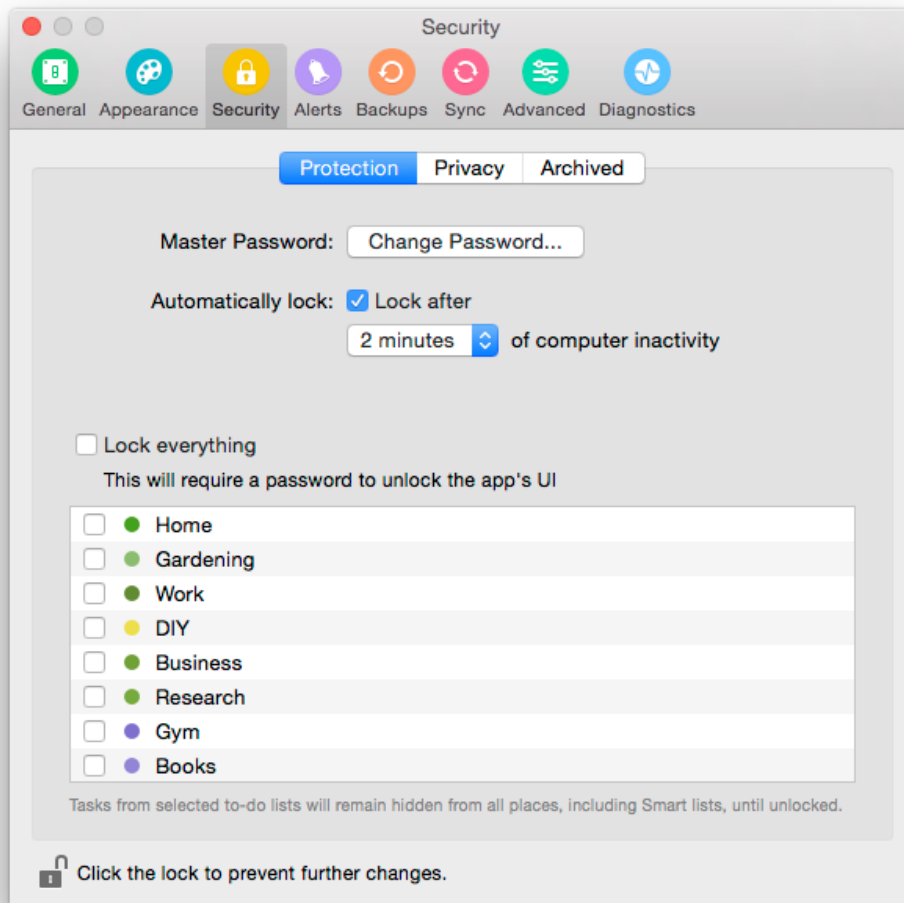 Security
General Appearance Security Alerts Backups Sync Advanced Diagnostics
Protection Privacy Archived
Master Password: Change Password...
Automatically lock: Lock after
2 minutes of computer inactivity
Lock everything
This will require a password to unlock the app's UI
Home
Gardening
Work
DIY
Business
Research
Gym
Books
Tasks from selected to-do lists will remain hidden from all places, including Smart lists, until unlocked.
Click the lock to prevent further changes.